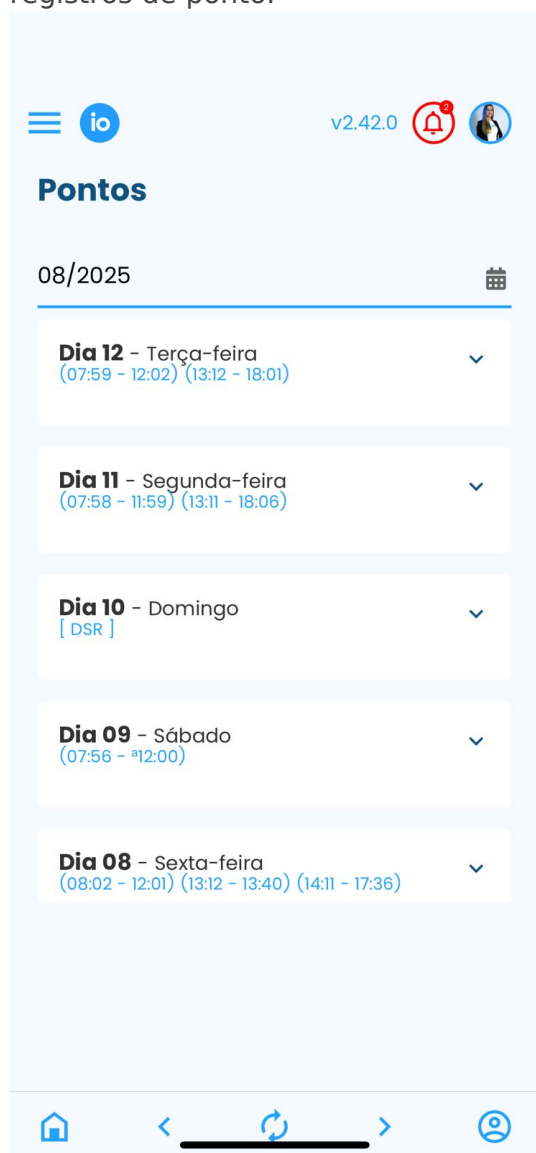 registros de ponto.
io
v2.42.0
2
Pontos
08/2025
Dia 12 - Terça-feira
(07:59 - 12:02) (13:12 - 18:01)
Dia 11 - Segunda-feira
(07:58 - 11:59) (13:11 - 18:06)
Dia 10 - Domingo
[ DSR ]
Dia 09 - Sábado
(07:56 - ª12:00)
Dia 08 - Sexta-feira
(08:02 - 12:01) (13:12 - 13:40) (14:11 - 17:36)